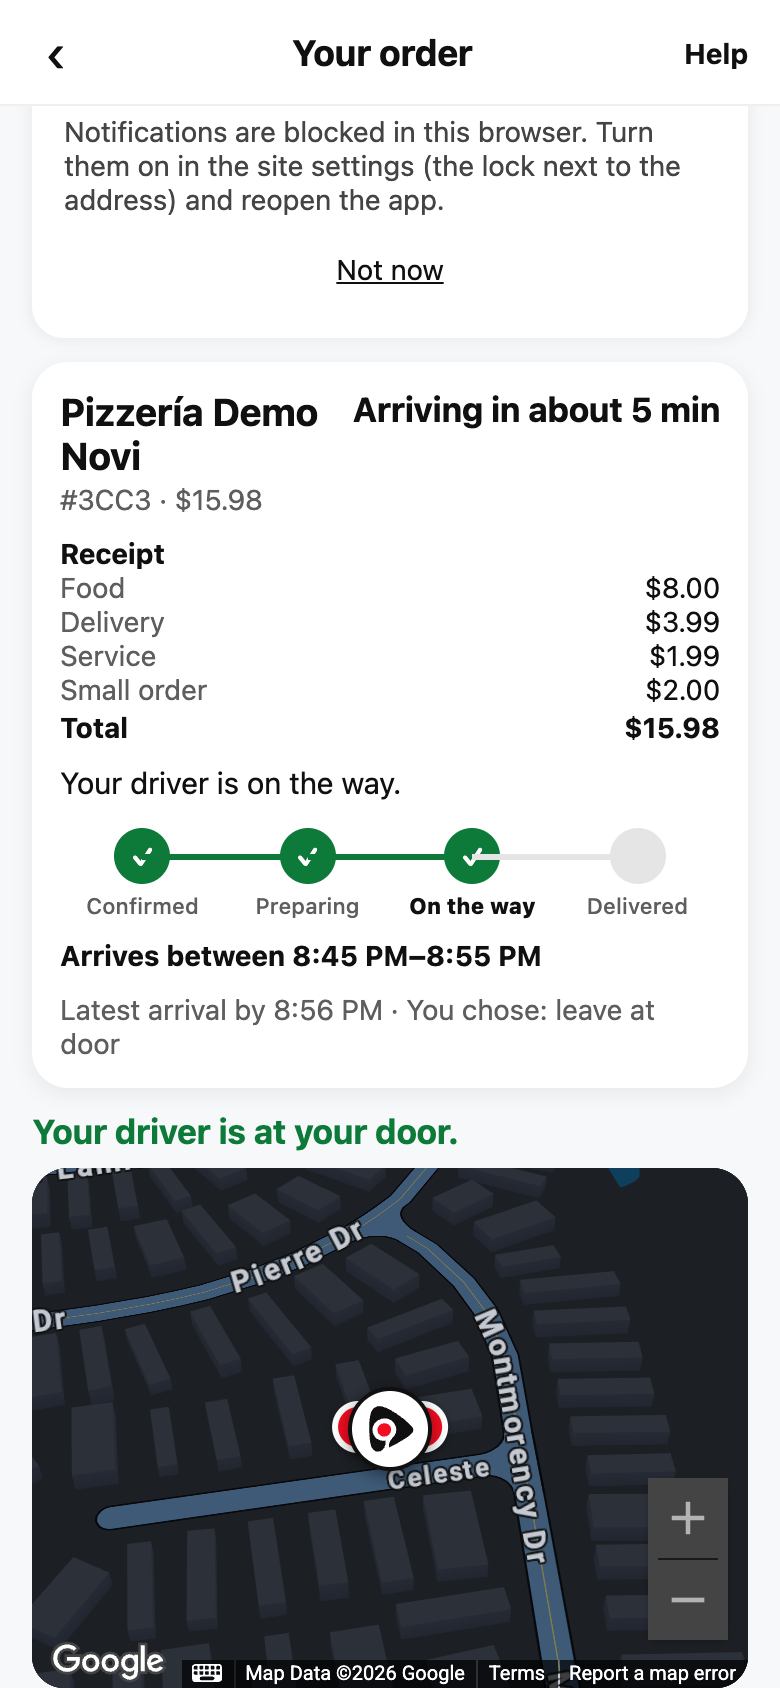 Your order
Help
Notifications are blocked in this browser. Turn
them on in the site settings (the lock next to the
address) and reopen the app.
Not now
Pizzería Demo
Novi
Arriving in about 5 min
#3CC3 · $15.98
Receipt
Food $8.00
Delivery $3.99
Service $1.99
Small order $2.00
Total $15.98
Your driver is on the way.
Confirmed Preparing On the way Delivered
Arrives between 8:45 PM–8:55 PM
Latest arrival by 8:56 PM · You chose: leave at
door
Your driver is at your door.
Pierre Dr
Dr
Montmorency Dr
Celeste
Google
Map Data ©2026 Google
Terms
Report a map error